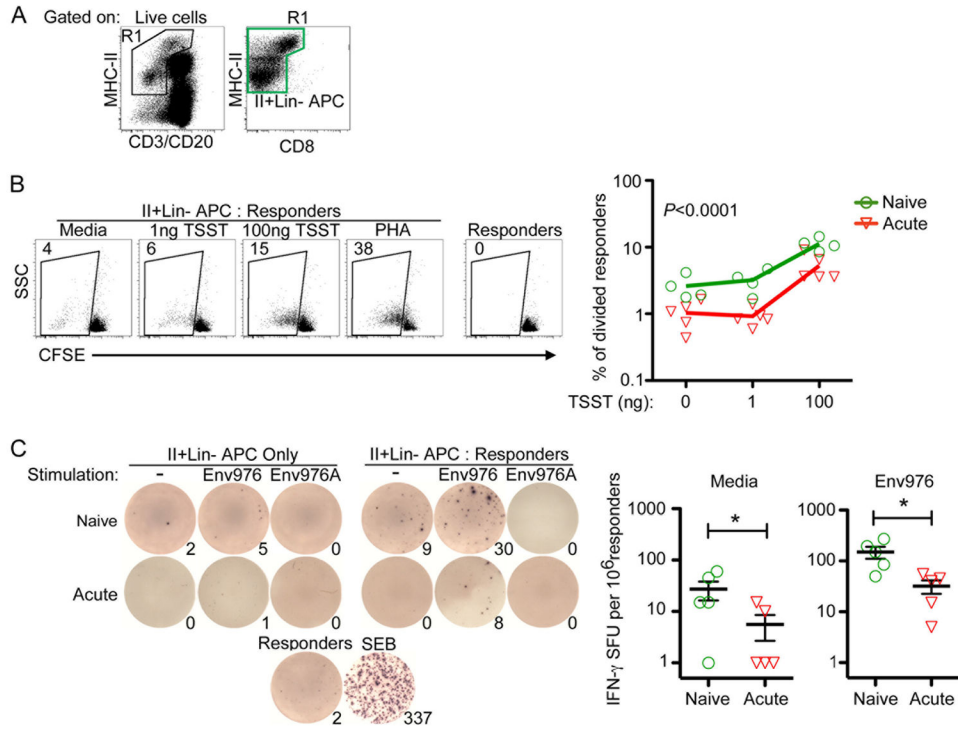 A
Gated on: Live cells R1
R1
MHC-II
MHC-II
II+Lin- APC
CD3/CD20
CD8
B
II+Lin- APC : Responders
Media 1ng TSST 100ng TSST PHA Responders
4 6 15 38 0
SSC
CFSE
% of divided responders
100
10
1
0.1
P<0.0001
Naive
Acute
TSST (ng): 0 1 100
C
II+Lin- APC Only II+Lin- APC : Responders
Stimulation: - Env976 Env976A - Env976 Env976A
Naive
2 5 0 9 30 0
Acute
0 1 0 0 8 0
Responders SEB
2 337
IFN-γ SFU per 10⁶responders
Media
1000
100
10
1
*
Naive Acute
Env976
1000
100
10
1
*
Naive Acute